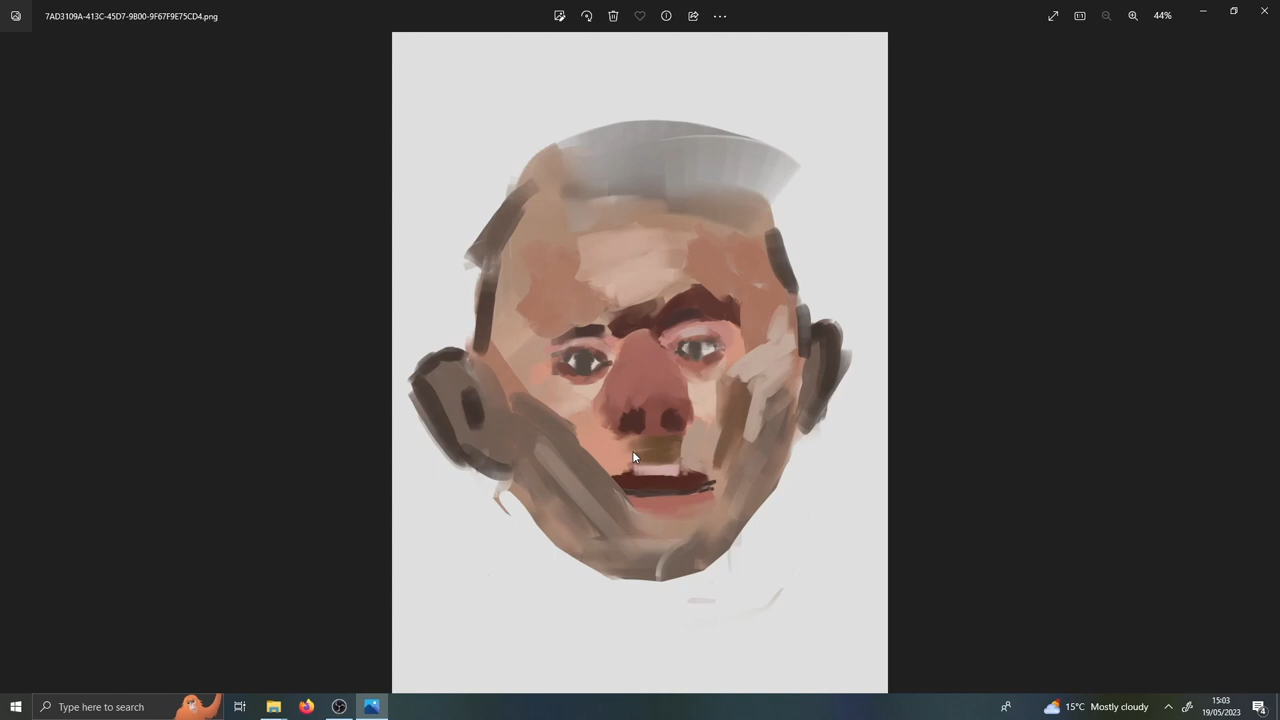 7AD3109A-413C-45D7-9B00-9F67F9E75CD4.png
44%
Type here to search
15°C Mostly cloudy
15:03
19/05/2023
4